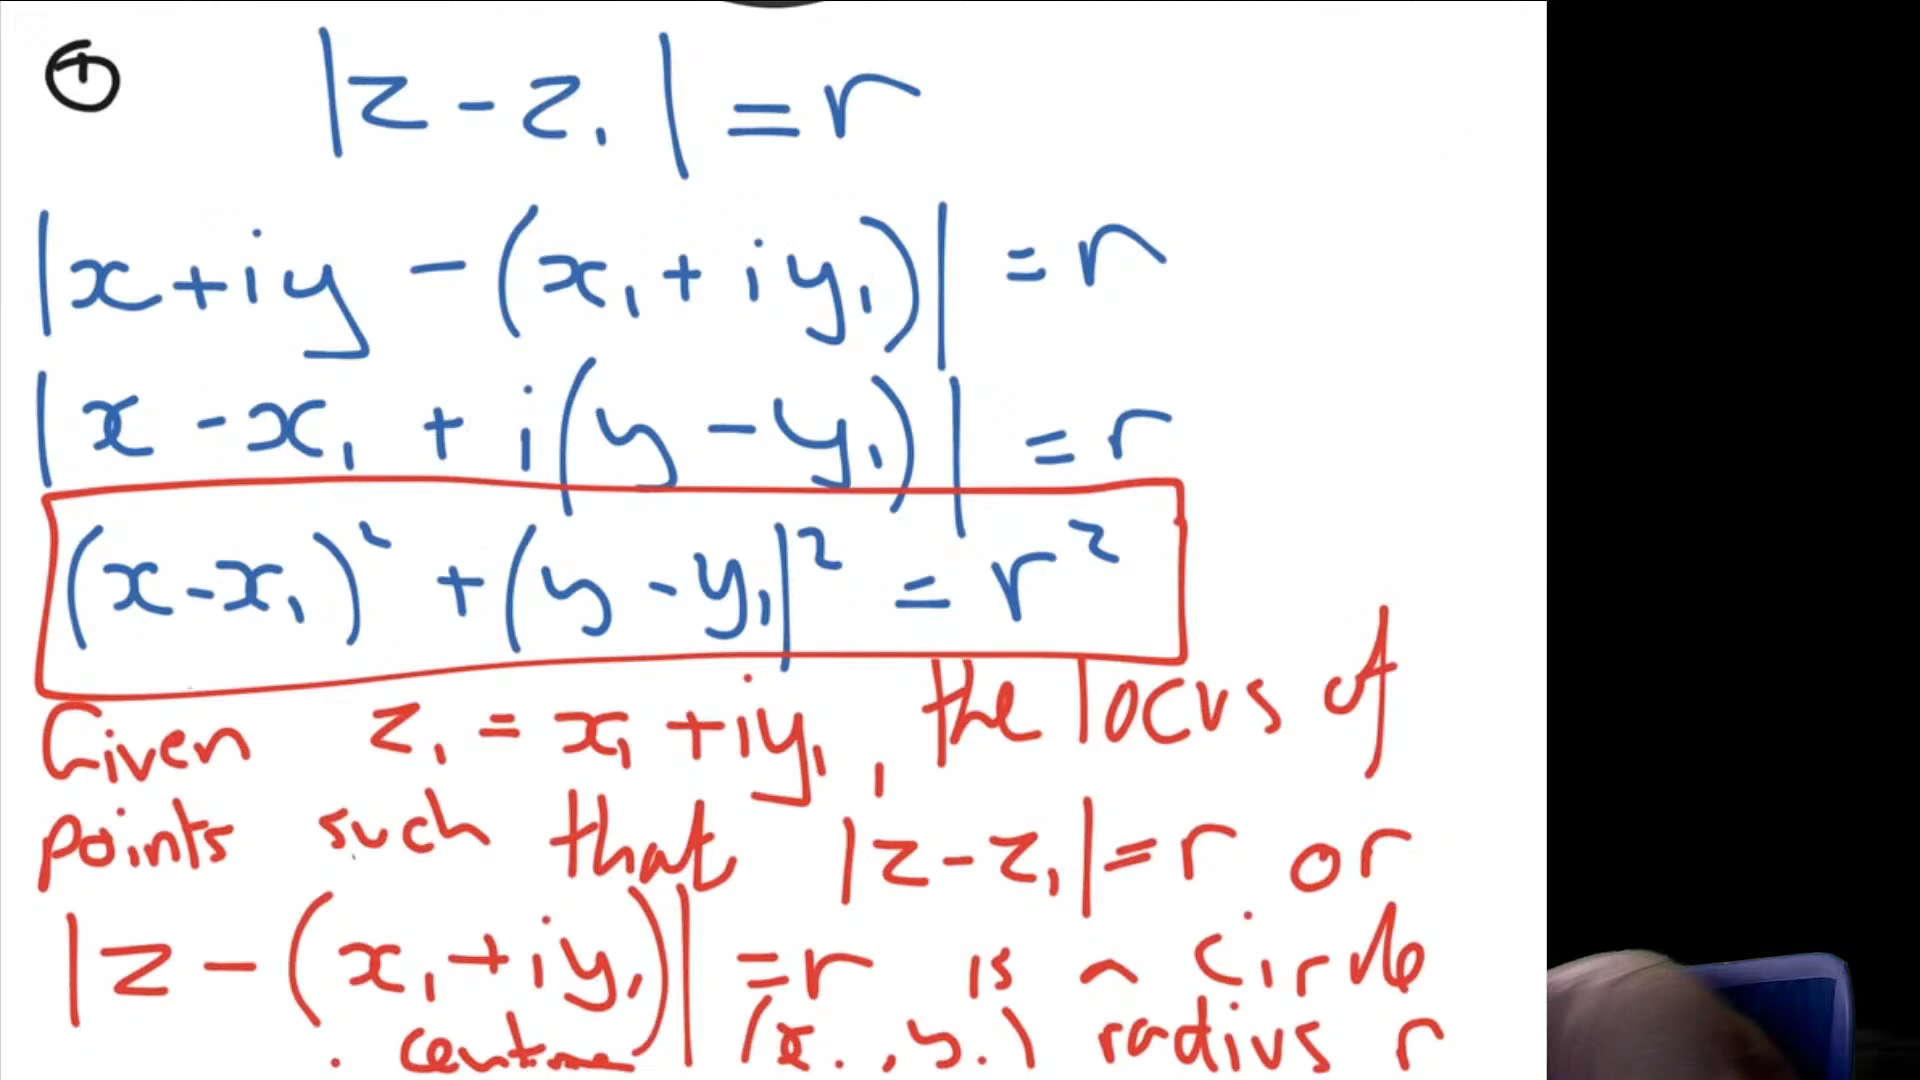 |z - z₁| = r
|x + iy - (x₁ + iy₁)| = r
|x - x₁ + i(y - y₁)| = r
(x - x₁)² + (y - y₁|² = r²
Given z₁ = x₁ + iy₁, the locus of
points such that |z - z₁| = r or
|z - (x₁ + iy₁)| = r is a circle
centre (x₁, y₁) radius r